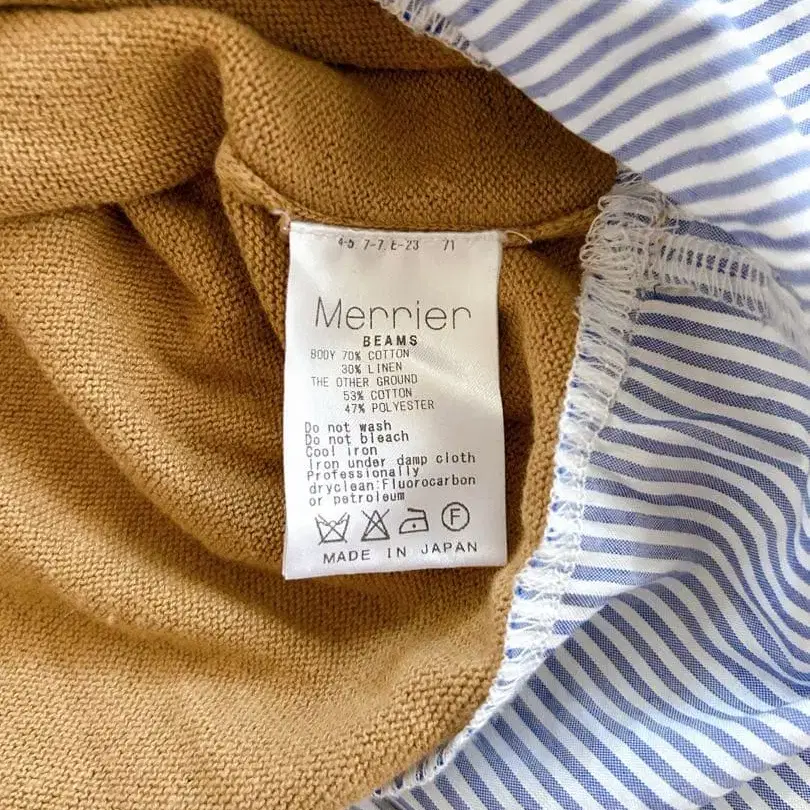 4-5 7-7 E-23 71
Merrier
BEAMS
BODY 70% COTTON
30% LINEN
THE OTHER GROUND
53% COTTON
47% POLYESTER
Do not wash
Do not bleach
Cool iron
Iron under damp cloth
Professionally
dryclean:Fluorocarbon
or petroleum
F
MADE IN JAPAN